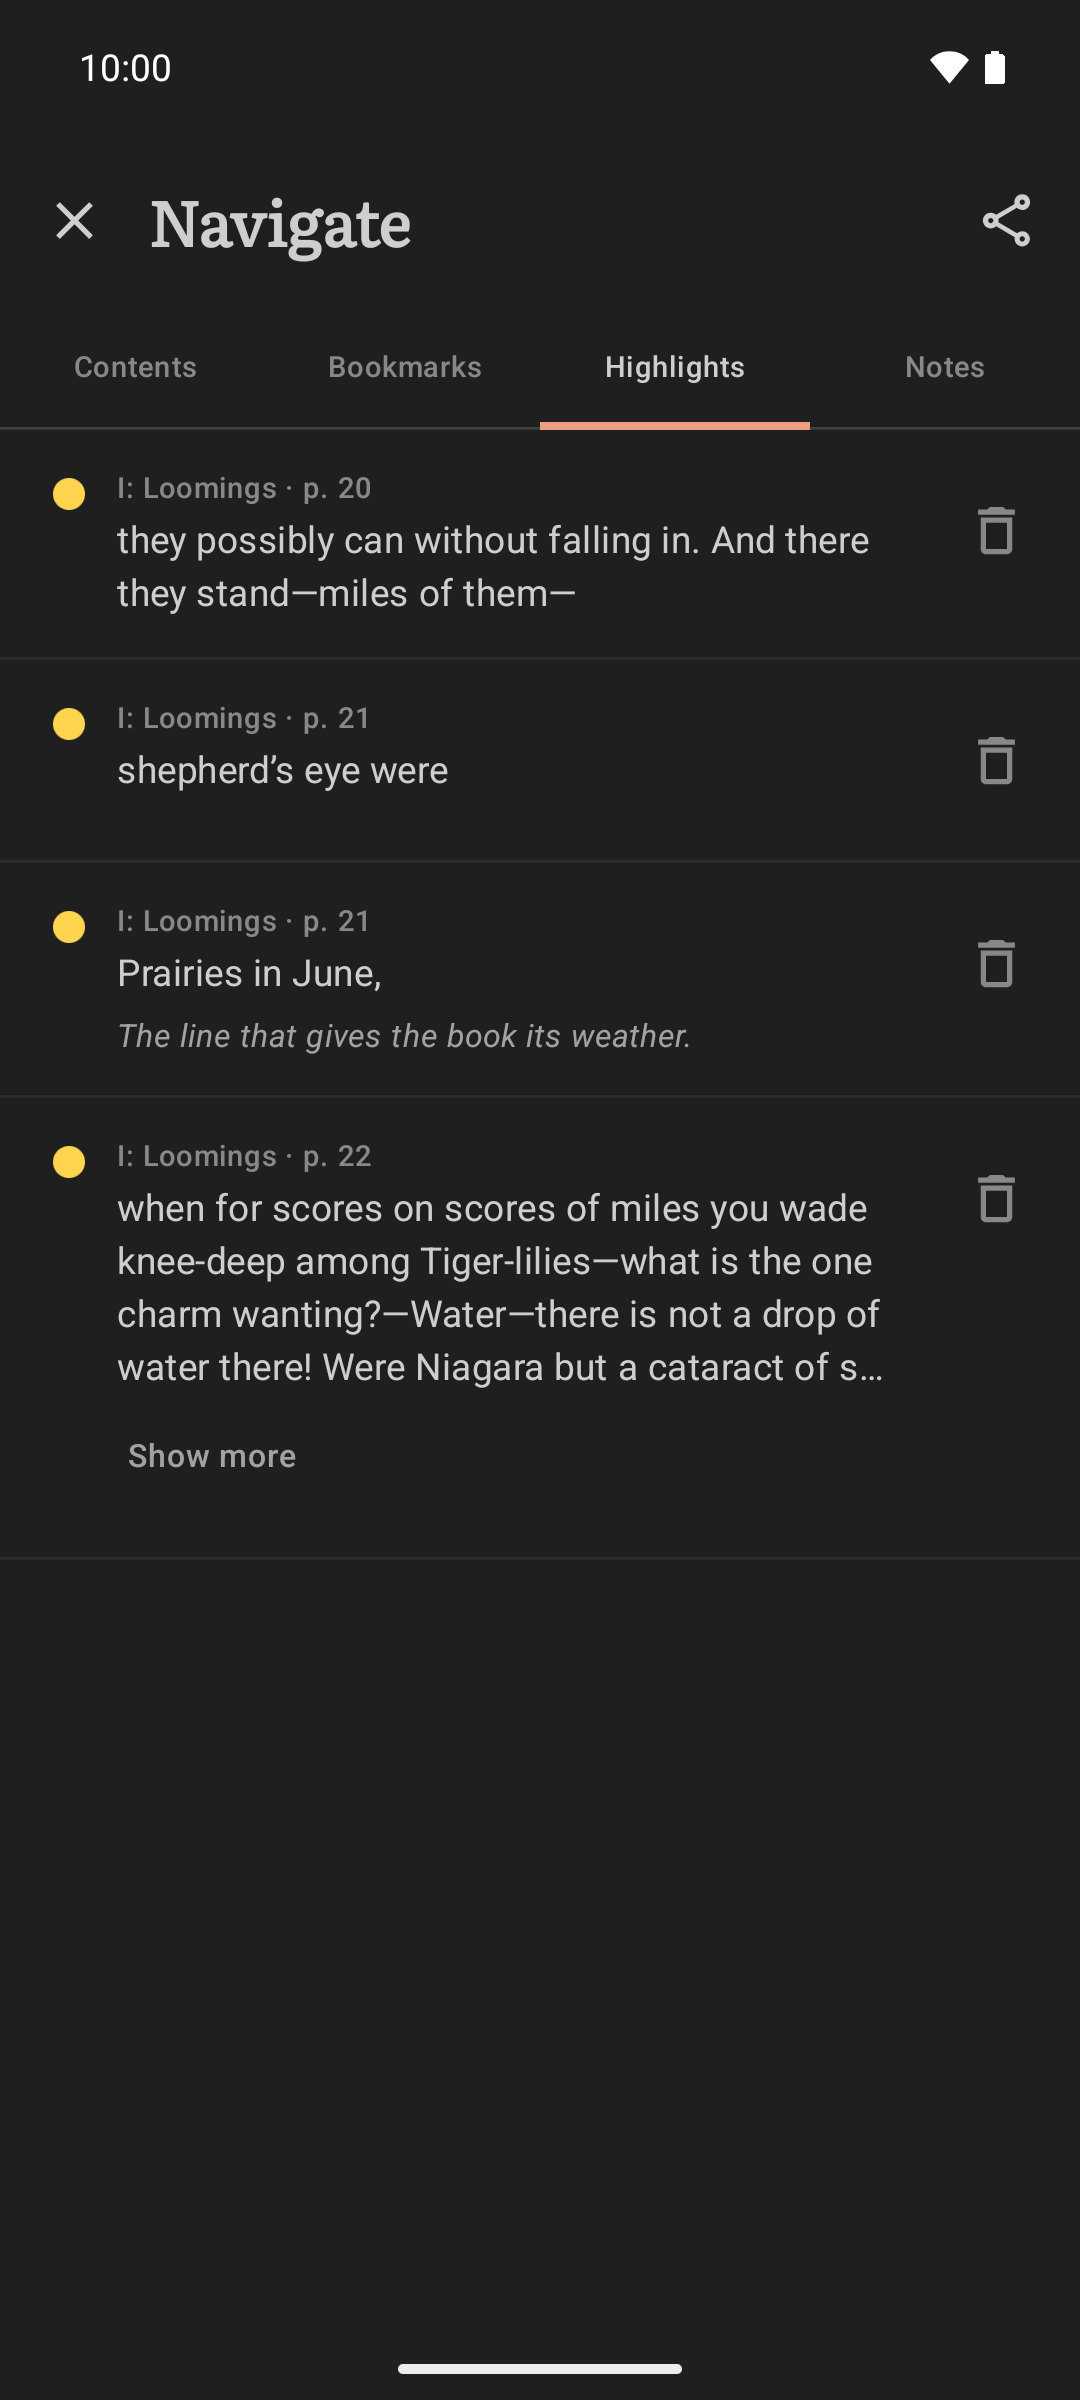 10:00
Navigate
Contents
Bookmarks
Highlights
Notes
I: Loomings · p. 20
they possibly can without falling in. And there
they stand—miles of them—
I: Loomings · p. 21
shepherd’s eye were
I: Loomings · p. 21
Prairies in June,
The line that gives the book its weather.
I: Loomings · p. 22
when for scores on scores of miles you wade
knee-deep among Tiger-lilies—what is the one
charm wanting?—Water—there is not a drop of
water there! Were Niagara but a cataract of s…
Show more